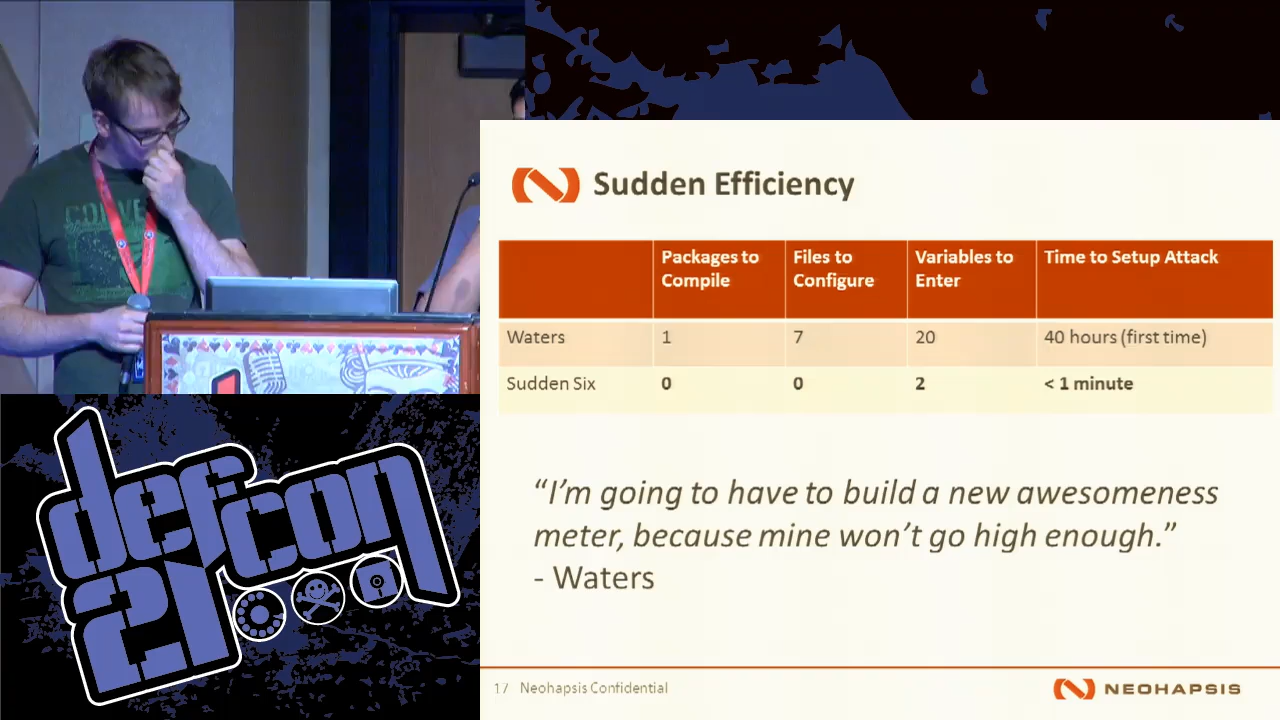 Sudden Efficiency
Packages to Compile
Files to Configure
Variables to Enter
Time to Setup Attack
Waters 1 7 20 40 hours (first time)
Sudden Six 0 0 2 < 1 minute
“I’m going to have to build a new awesomeness
meter, because mine won’t go high enough.”
- Waters
17 Neohapsis Confidential
NEOHAPSIS
defcon
21